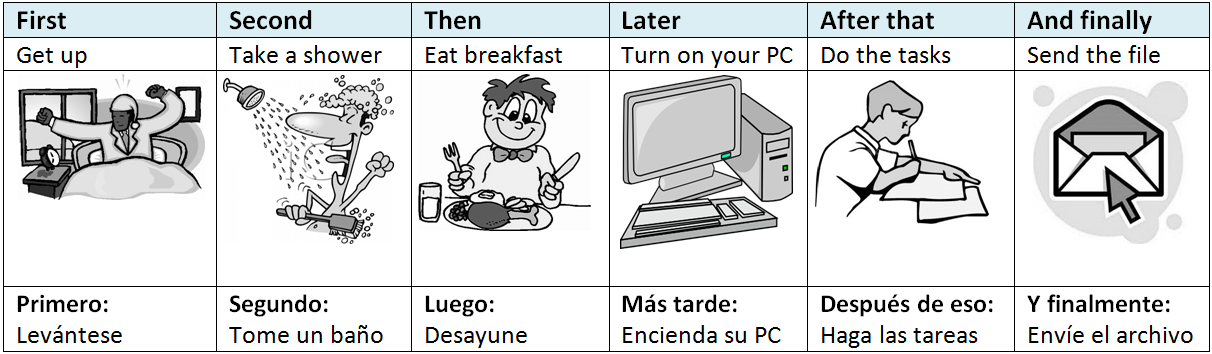 First Second Then Later After that And finally
Get up Take a shower Eat breakfast Turn on your PC Do the tasks Send the file
Primero: Segundo: Luego: Más tarde: Después de eso: Y finalmente:
Levántese Tome un baño Desayune Encienda su PC Haga las tareas Envíe el archivo